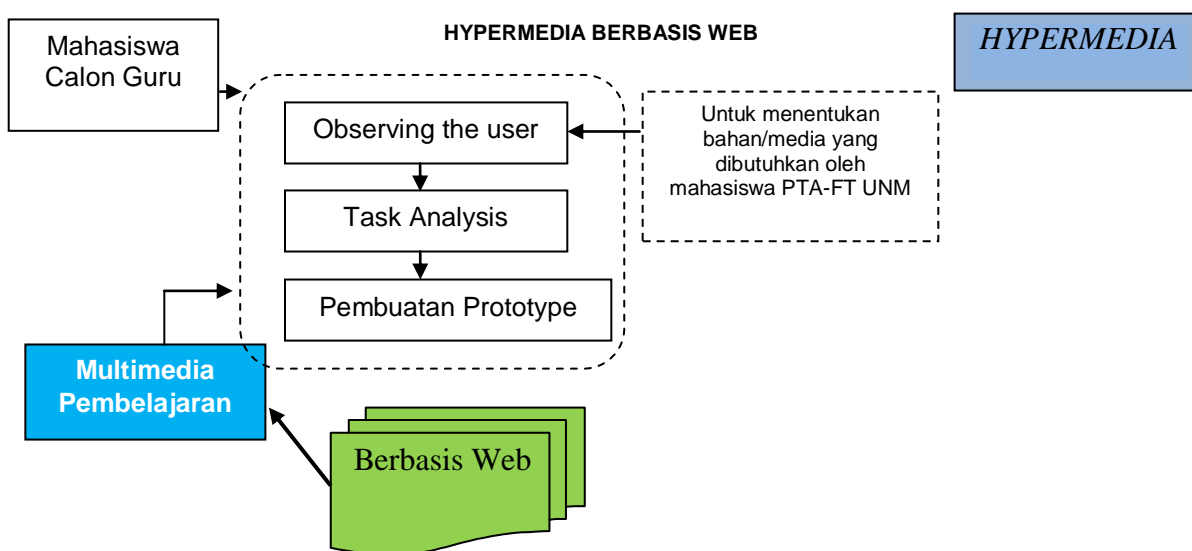 Mahasiswa
Calon Guru
HYPERMEDIA BERBASIS WEB
HYPERMEDIA
Observing the user
Untuk menentukan
bahan/media yang
dibutuhkan oleh
mahasiswa PTA-FT UNM
Task Analysis
Pembuatan Prototype
Multimedia
Pembelajaran
Berbasis Web